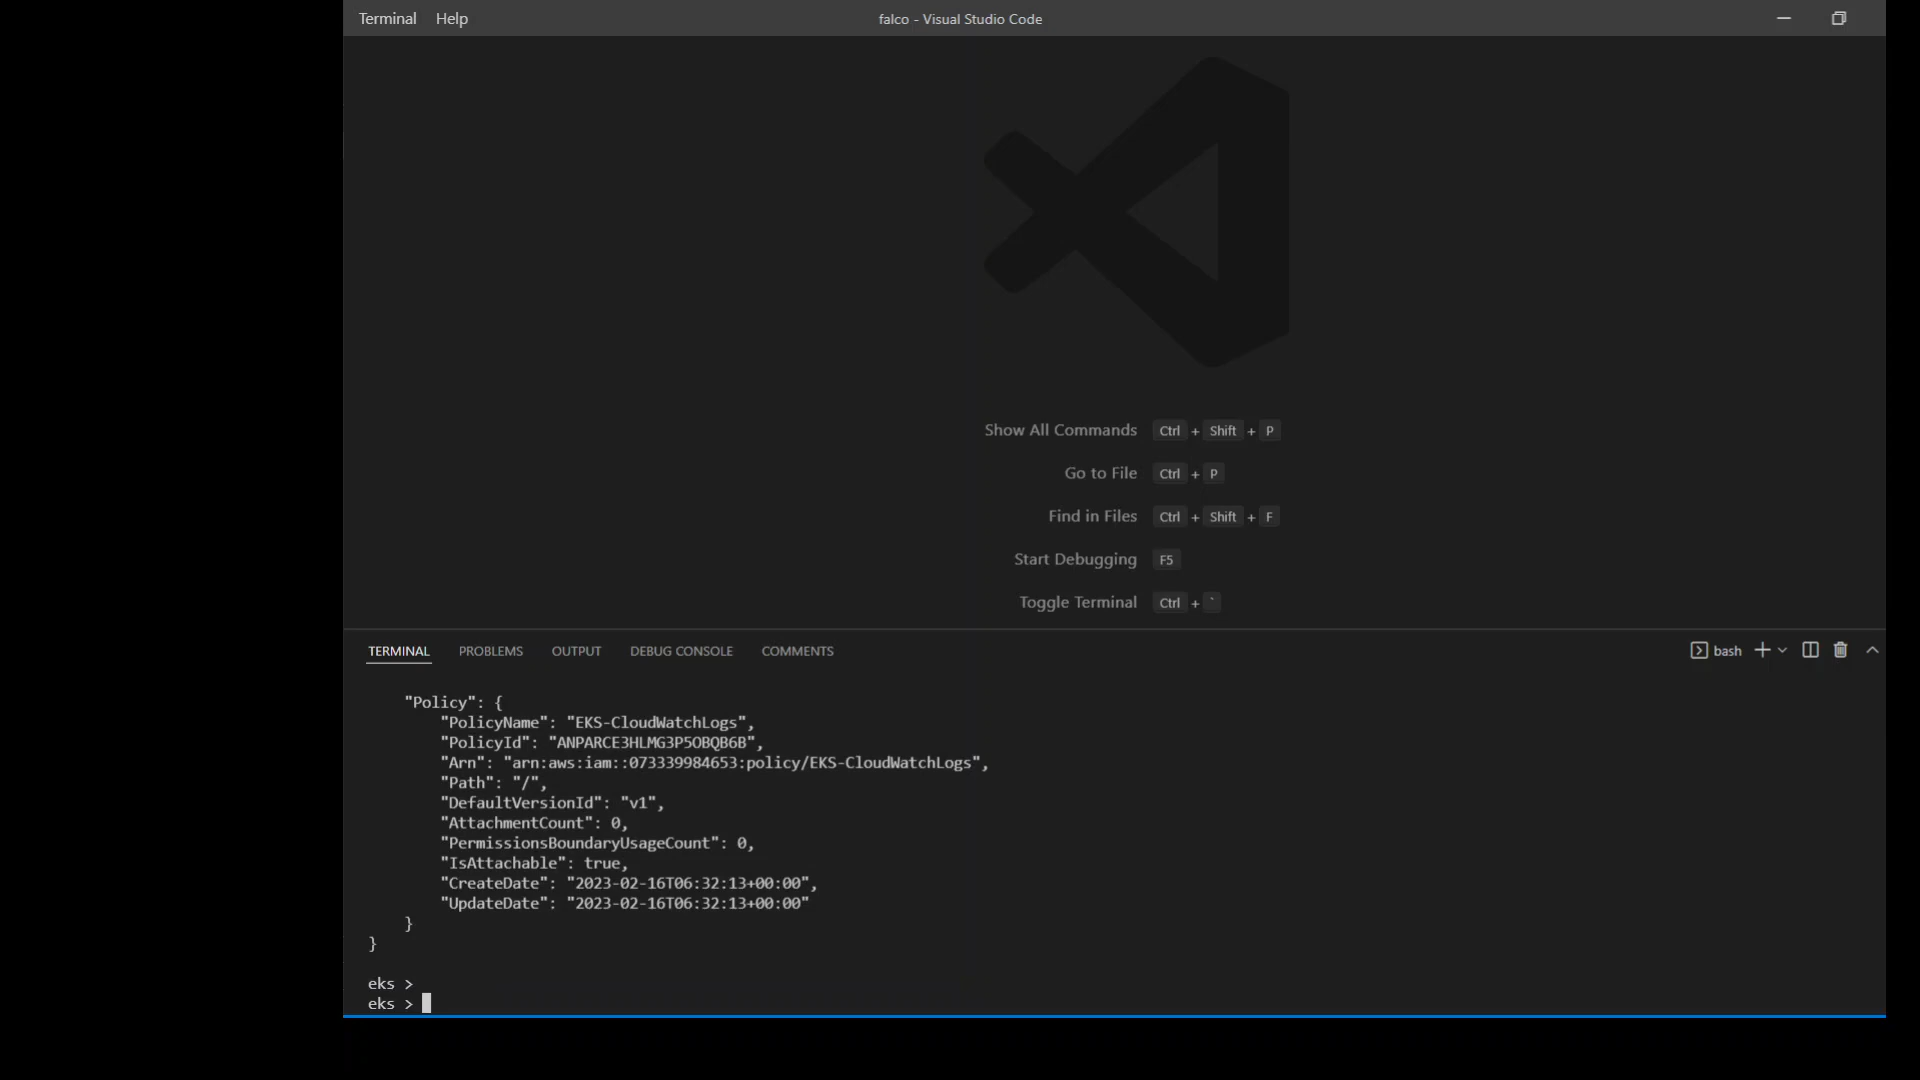 Terminal Help falco - Visual Studio Code
Show All Commands Ctrl + Shift + P
Go to File Ctrl + P
Find in Files Ctrl + Shift + F
Start Debugging F5
Toggle Terminal Ctrl + `
TERMINAL PROBLEMS OUTPUT DEBUG CONSOLE COMMENTS bash
"Policy": {
"PolicyName": "EKS-CloudWatchLogs",
"PolicyId": "ANPARCE3HLMG3P5OBQB6B",
"Arn": "arn:aws:iam::073339984653:policy/EKS-CloudWatchLogs",
"Path": "/",
"DefaultVersionId": "v1",
"AttachmentCount": 0,
"PermissionsBoundaryUsageCount": 0,
"IsAttachable": true,
"CreateDate": "2023-02-16T06:32:13+00:00",
"UpdateDate": "2023-02-16T06:32:13+00:00"
}
}
eks >
eks >